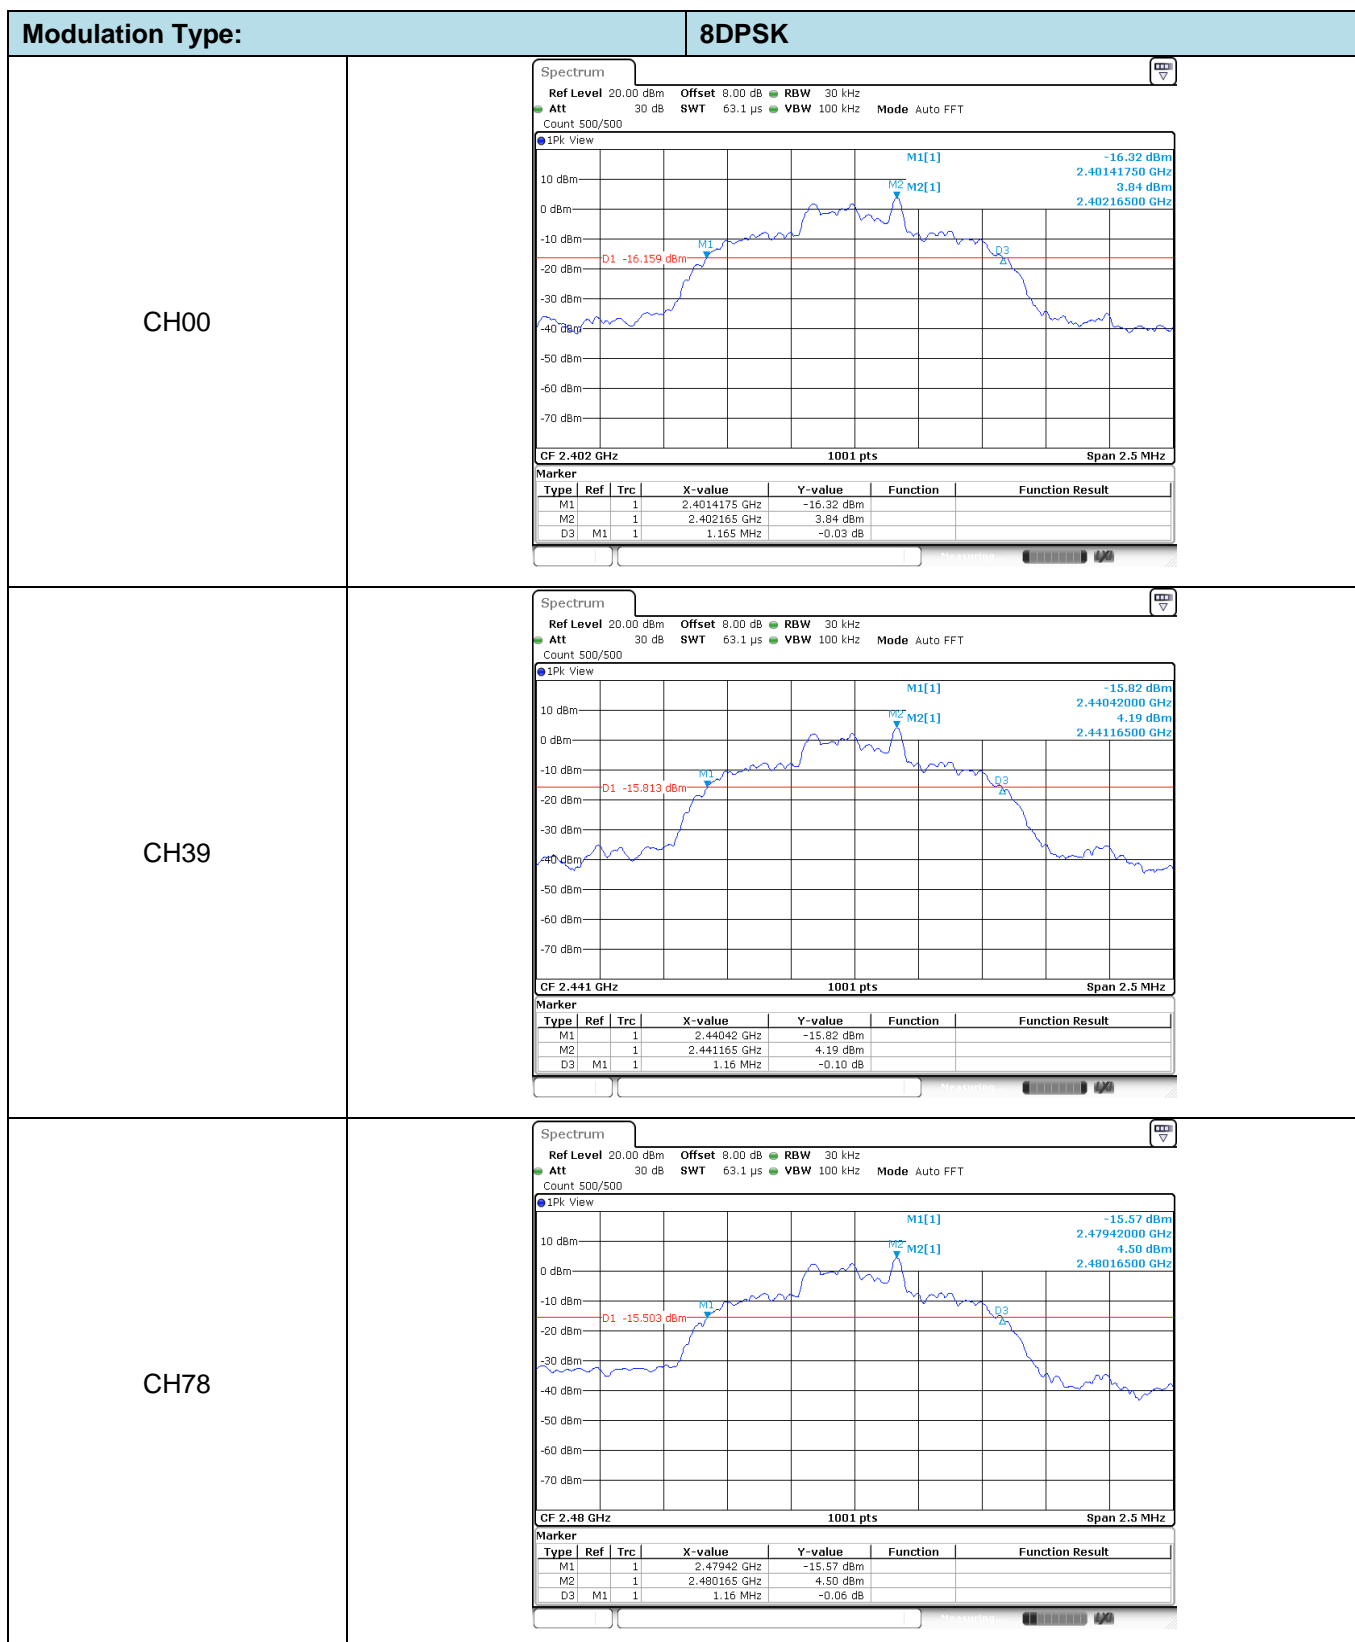 Modulation Type: 8DPSK
CH00
Spectrum
Ref Level 20.00 dBm Offset 8.00 dB RBW 30 kHz
Att 30 dB SWT 63.1 µs VBW 100 kHz Mode Auto FFT
Count 500/500
1Pk View
M1[1] -16.32 dBm
2.40141750 GHz
M2[1] 3.84 dBm
2.40216500 GHz
10 dBm
M2
0 dBm
-10 dBm
M1
D3
D1 -16.159 dBm
-20 dBm
-30 dBm
-40 dBm
-50 dBm
-60 dBm
-70 dBm
CF 2.402 GHz 1001 pts Span 2.5 MHz
Marker
Type Ref Trc X-value Y-value Function Function Result
M1 1 2.4014175 GHz -16.32 dBm
M2 1 2.402165 GHz 3.84 dBm
D3 M1 1 1.165 MHz -0.03 dB
Measuring...
CH39
Spectrum
Ref Level 20.00 dBm Offset 8.00 dB RBW 30 kHz
Att 30 dB SWT 63.1 µs VBW 100 kHz Mode Auto FFT
Count 500/500
1Pk View
M1[1] -15.82 dBm
2.44042000 GHz
M2[1] 4.19 dBm
2.44116500 GHz
10 dBm
M2
0 dBm
-10 dBm
M1
D3
D1 -15.813 dBm
-20 dBm
-30 dBm
-40 dBm
-50 dBm
-60 dBm
-70 dBm
CF 2.441 GHz 1001 pts Span 2.5 MHz
Marker
Type Ref Trc X-value Y-value Function Function Result
M1 1 2.44042 GHz -15.82 dBm
M2 1 2.441165 GHz 4.19 dBm
D3 M1 1 1.16 MHz -0.10 dB
Measuring...
CH78
Spectrum
Ref Level 20.00 dBm Offset 8.00 dB RBW 30 kHz
Att 30 dB SWT 63.1 µs VBW 100 kHz Mode Auto FFT
Count 500/500
1Pk View
M1[1] -15.57 dBm
2.47942000 GHz
M2[1] 4.50 dBm
2.48016500 GHz
10 dBm
M2
0 dBm
-10 dBm
M1
D3
D1 -15.503 dBm
-20 dBm
-30 dBm
-40 dBm
-50 dBm
-60 dBm
-70 dBm
CF 2.48 GHz 1001 pts Span 2.5 MHz
Marker
Type Ref Trc X-value Y-value Function Function Result
M1 1 2.47942 GHz -15.57 dBm
M2 1 2.480165 GHz 4.50 dBm
D3 M1 1 1.16 MHz -0.06 dB
Measuring...